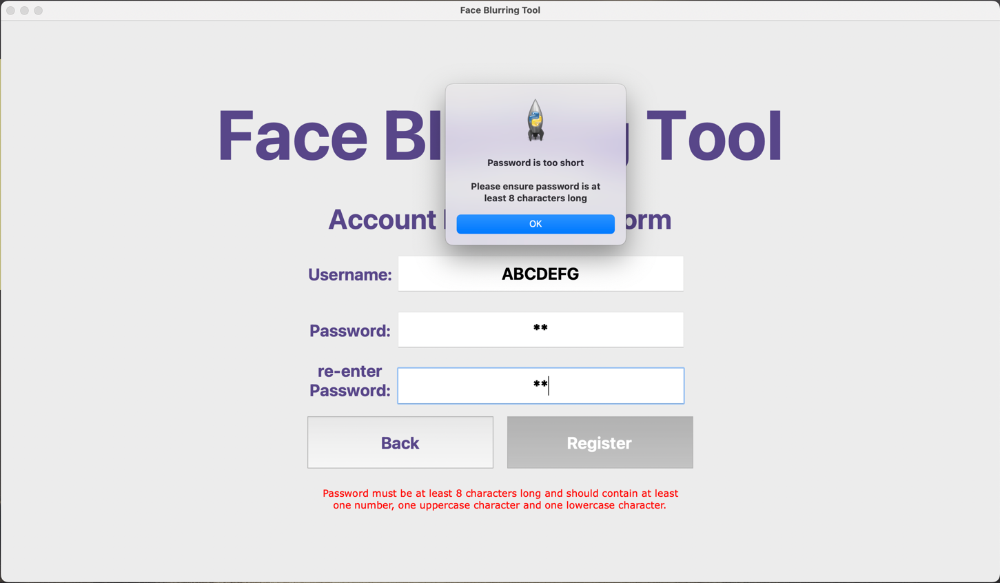 Face Blurring Tool
Face Bl
Tool
Password is too short
Please ensure password is at
least 8 characters long
OK
Account
orm
Username:
ABCDEFG
Password:
**
re-enter
Password:
**
Back
Register
Password must be at least 8 characters long and should contain at least
one number, one uppercase character and one lowercase character.